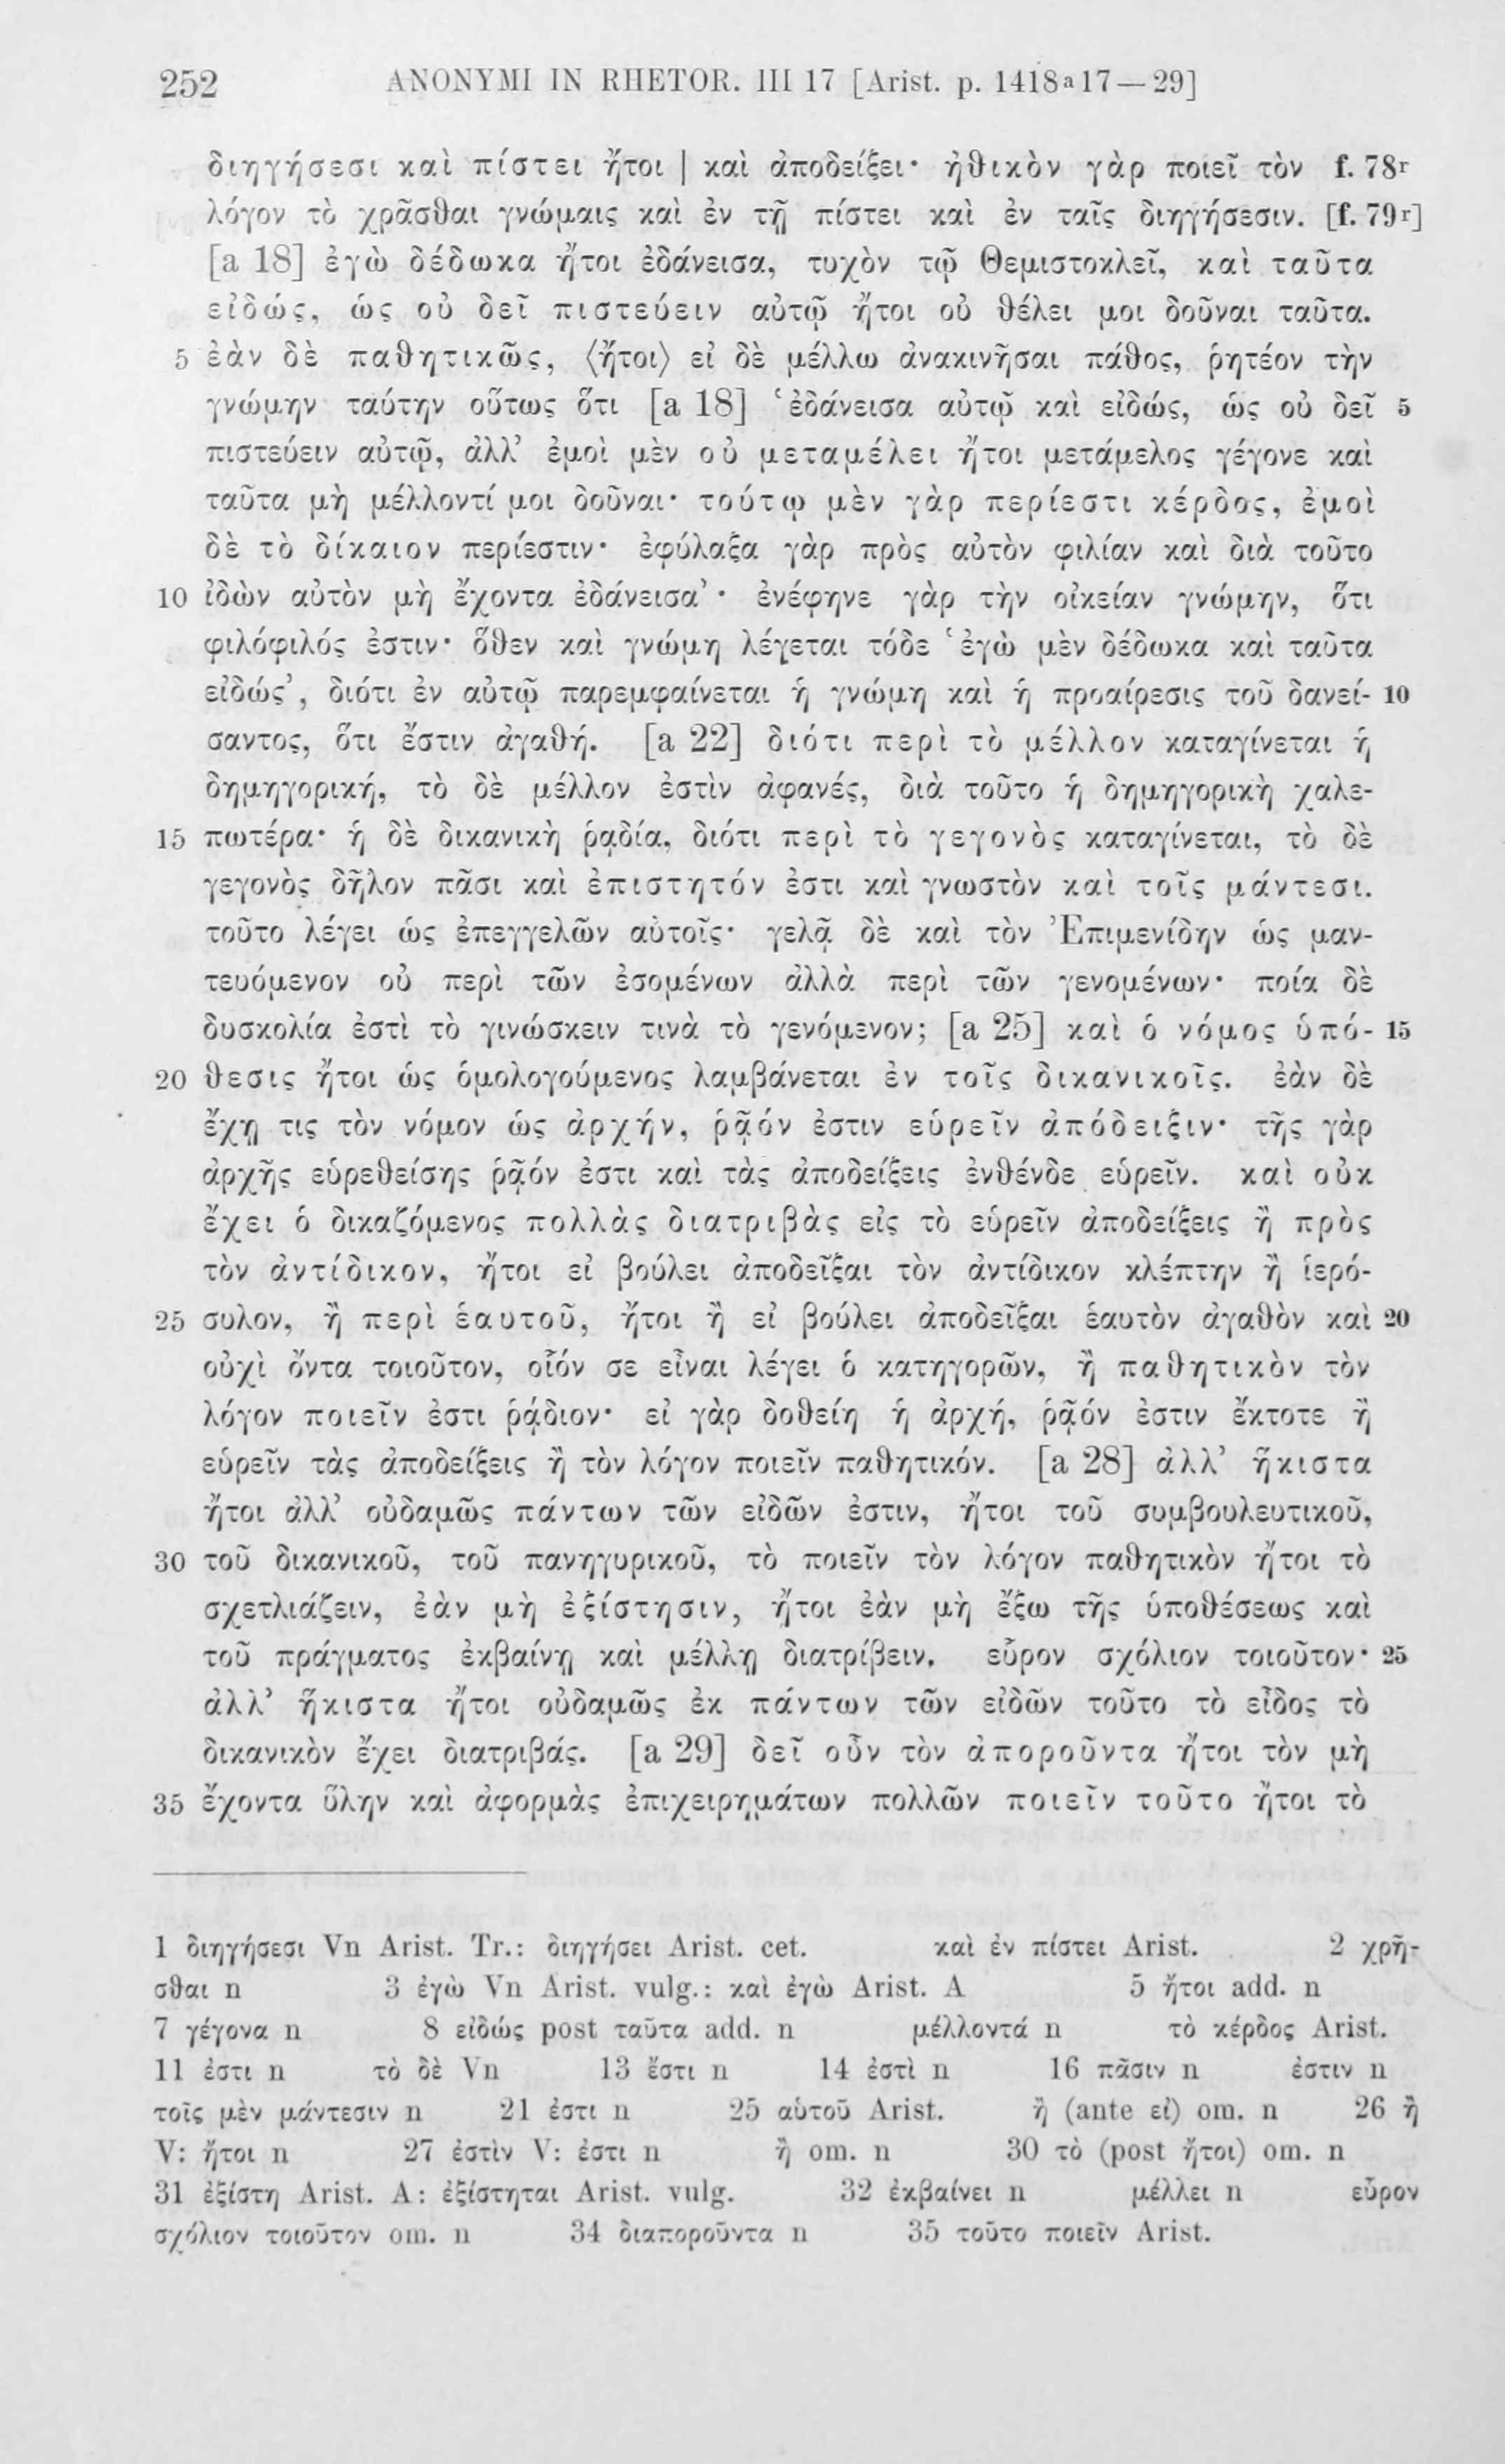 252 ANONYMI IN RHETOR. III 17 [Arist. p. 1418ᵃ17—29]
διηγήσεσι καὶ πίστει ἤτοι | καὶ ἀποδείξει· ἠθικὸν γὰρ ποιεῖ τὸν f. 78ʳ
λόγον τὸ χρᾶσθαι γνώμαις καὶ ἐν τῇ πίστει καὶ ἐν ταῖς διηγήσεσιν. [f. 79ʳ]
[a 18] ἐγὼ δέδωκα ἤτοι ἐδάνεισα, τυχὸν τῷ Θεμιστοκλεῖ, καὶ ταῦτα
εἰδώς, ὡς οὐ δεῖ πιστεύειν αὐτῷ ἤτοι οὐ θέλει μοι δοῦναι ταῦτα.
5 ἐὰν δὲ παθητικῶς, ⟨ἤτοι⟩ εἰ δὲ μέλλω ἀνακινῆσαι πάθος, ῥητέον τὴν
γνώμην ταύτην οὕτως ὅτι [a 18] ‘ἐδάνεισα αὐτῷ καὶ εἰδώς, ὡς οὐ δεῖ 5
πιστεύειν αὐτῷ, ἀλλ’ ἐμοὶ μὲν οὐ μεταμέλει ἤτοι μετάμελος γέγονε καὶ
ταῦτα μὴ μέλλοντί μοι δοῦναι· τούτῳ μὲν γὰρ περίεστι κέρδος, ἐμοὶ
δὲ τὸ δίκαιον περίεστιν· ἐφύλαξα γὰρ πρὸς αὐτὸν φιλίαν καὶ διὰ τοῦτο
10 ἰδὼν αὐτὸν μὴ ἔχοντα ἐδάνεισα’· ἐνέφηνε γὰρ τὴν οἰκείαν γνώμην, ὅτι
φιλόφιλός ἐστιν· ὅθεν καὶ γνώμη λέγεται τόδε ‘ἐγὼ μὲν δέδωκα καὶ ταῦτα
εἰδώς’, διότι ἐν αὐτῷ παρεμφαίνεται ἡ γνώμη καὶ ἡ προαίρεσις τοῦ δανεί- 10
σαντος, ὅτι ἔστιν ἀγαθή. [a 22] διότι περὶ τὸ μέλλον καταγίνεται ἡ
δημηγορική, τὸ δὲ μέλλον ἐστὶν ἀφανές, διὰ τοῦτο ἡ δημηγορικὴ χαλε-
15 πωτέρα· ἡ δὲ δικανικὴ ῥᾳδία, διότι περὶ τὸ γεγονὸς καταγίνεται, τὸ δὲ
γεγονὸς δῆλον πᾶσι καὶ ἐπιστητόν ἐστι καὶ γνωστὸν καὶ τοῖς μάντεσι.
τοῦτο λέγει ὡς ἐπεγγελῶν αὐτοῖς· γελᾷ δὲ καὶ τὸν Ἐπιμενίδην ὡς μαν-
τευόμενον οὐ περὶ τῶν ἐσομένων ἀλλὰ περὶ τῶν γενομένων· ποία δὲ
δυσκολία ἐστὶ τὸ γινώσκειν τινὰ τὸ γενόμενον; [a 25] καὶ ὁ νόμος ὑπό- 15
20 θεσις ἤτοι ὡς ὁμολογούμενος λαμβάνεται ἐν τοῖς δικανικοῖς. ἐὰν δὲ
ἔχῃ τις τὸν νόμον ὡς ἀρχήν, ῥᾷόν ἐστιν εὑρεῖν ἀπόδειξιν· τῆς γὰρ
ἀρχῆς εὑρεθείσης ῥᾷόν ἐστι καὶ τὰς ἀποδείξεις ἐνθένδε εὑρεῖν. καὶ οὐκ
ἔχει ὁ δικαζόμενος πολλὰς διατριβὰς εἰς τὸ εὑρεῖν ἀποδείξεις ἢ πρὸς
τὸν ἀντίδικον, ἤτοι εἰ βούλει ἀποδεῖξαι τὸν ἀντίδικον κλέπτην ἢ ἱερό-
25 συλον, ἢ περὶ ἑαυτοῦ, ἤτοι ἢ εἰ βούλει ἀποδεῖξαι ἑαυτὸν ἀγαθὸν καὶ 20
οὐχὶ ὄντα τοιοῦτον, οἷόν σε εἶναι λέγει ὁ κατηγορῶν, ἢ παθητικὸν τὸν
λόγον ποιεῖν ἐστι ῥᾴδιον· εἰ γὰρ δοθείη ἡ ἀρχή, ῥᾷόν ἐστιν ἔκτοτε ἢ
εὑρεῖν τὰς ἀποδείξεις ἢ τὸν λόγον ποιεῖν παθητικόν. [a 28] ἀλλ’ ἥκιστα
ἤτοι ἀλλ’ οὐδαμῶς πάντων τῶν εἰδῶν ἐστιν, ἤτοι τοῦ συμβουλευτικοῦ,
30 τοῦ δικανικοῦ, τοῦ πανηγυρικοῦ, τὸ ποιεῖν τὸν λόγον παθητικὸν ἤτοι τὸ
σχετλιάζειν, ἐὰν μὴ ἐξίστησιν, ἤτοι ἐὰν μὴ ἔξω τῆς ὑποθέσεως καὶ
τοῦ πράγματος ἐκβαίνῃ καὶ μέλλῃ διατρίβειν. εὗρον σχόλιον τοιοῦτον· 25
ἀλλ’ ἥκιστα ἤτοι οὐδαμῶς ἐκ πάντων τῶν εἰδῶν τοῦτο τὸ εἶδος τὸ
δικανικὸν ἔχει διατριβάς. [a 29] δεῖ οὖν τὸν ἀποροῦντα ἤτοι τὸν μὴ
35 ἔχοντα ὕλην καὶ ἀφορμὰς ἐπιχειρημάτων πολλῶν ποιεῖν τοῦτο ἤτοι τὸ
1 διηγήσεσι Vn Arist. Tr.: διηγήσει Arist. cet. καὶ ἐν πίστει Arist. 2 χρῆ-
σθαι n 3 ἐγὼ Vn Arist. vulg.: καὶ ἐγὼ Arist. A 5 ἤτοι add. n
7 γέγονα n 8 εἰδώς post ταῦτα add. n μέλλοντά n τὸ κέρδος Arist.
11 ἐστι n τὸ δὲ Vn 13 ἔστι n 14 ἐστὶ n 16 πᾶσιν n ἐστιν n
τοῖς μὲν μάντεσιν n 21 ἐστι n 25 αὑτοῦ Arist. ἢ (ante εἰ) om. n 26 ἢ
V: ἤτοι n 27 ἐστὶν V: ἐστι n ἢ om. n 30 τὸ (post ἤτοι) om. n
31 ἐξίστη Arist. A: ἐξίστηται Arist. vulg. 32 ἐκβαίνει n μέλλει n εὗρον
σχόλιον τοιοῦτον om. n 34 διαποροῦντα n 35 τοῦτο ποιεῖν Arist.